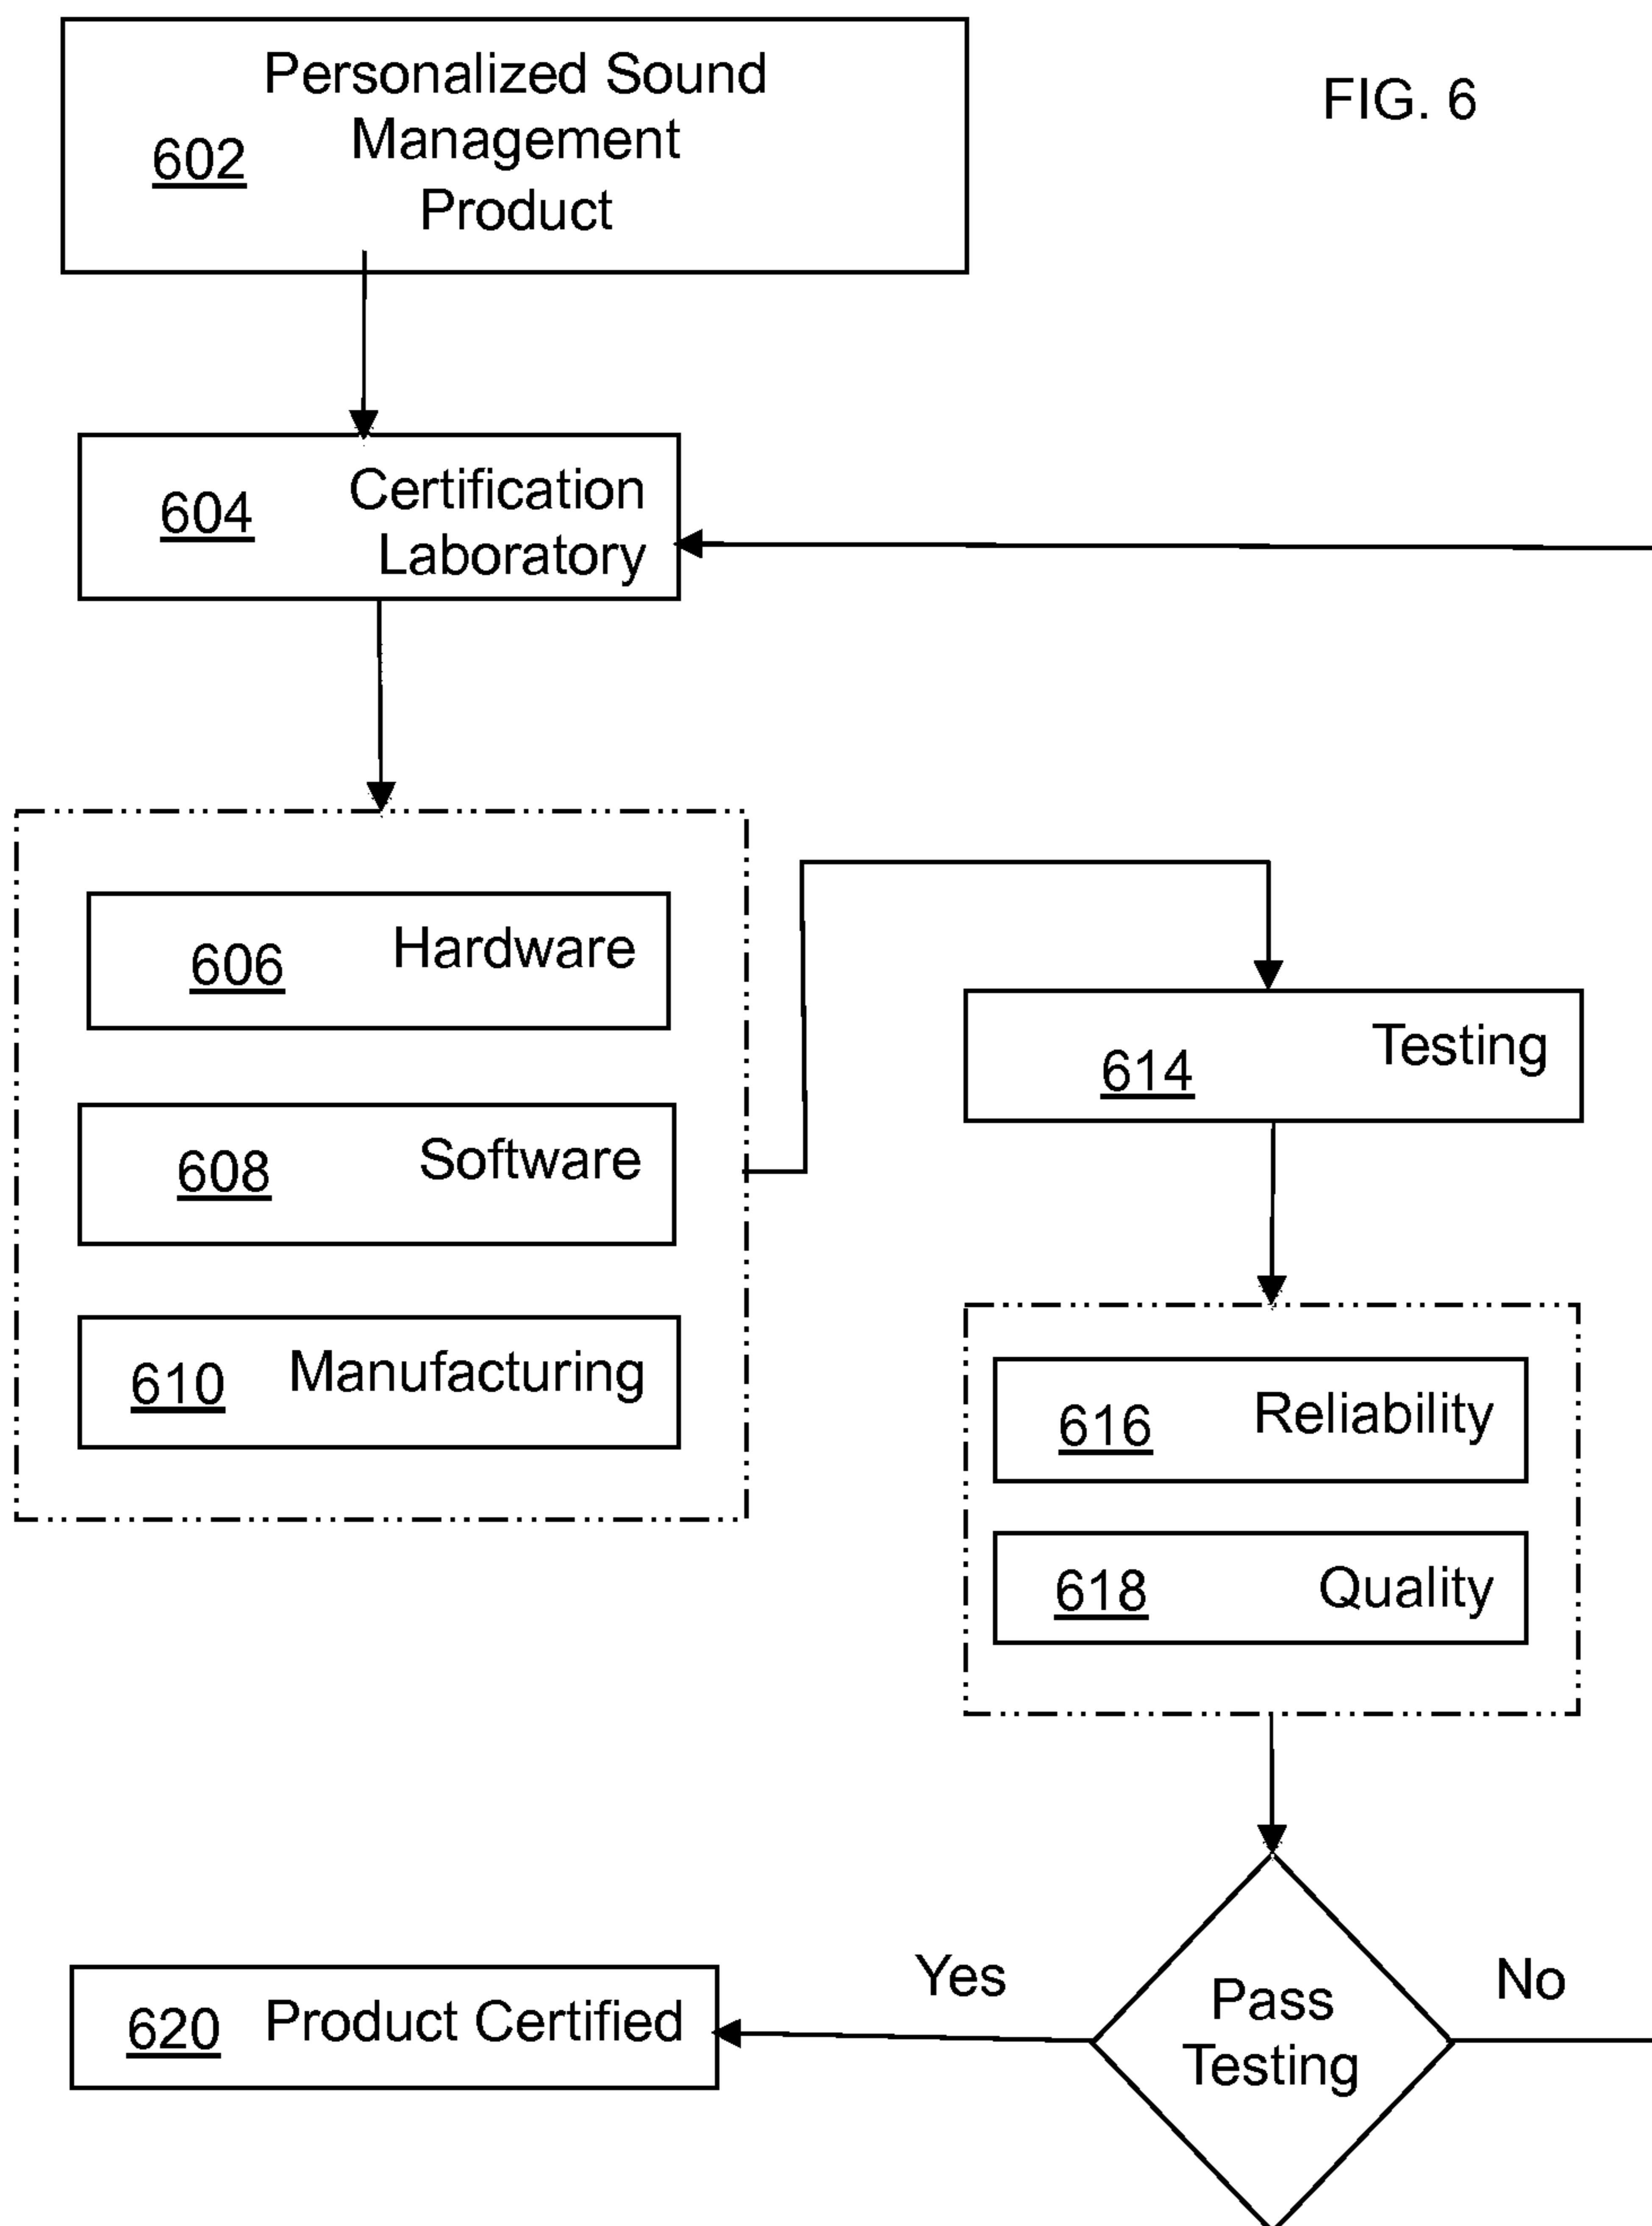 FIG. 6
Personalized Sound
Management
Product
602
Certification
Laboratory
604
606 Hardware
608 Software
610 Manufacturing
614 Testing
616 Reliability
618 Quality
Pass
Testing
Yes
No
620 Product Certified